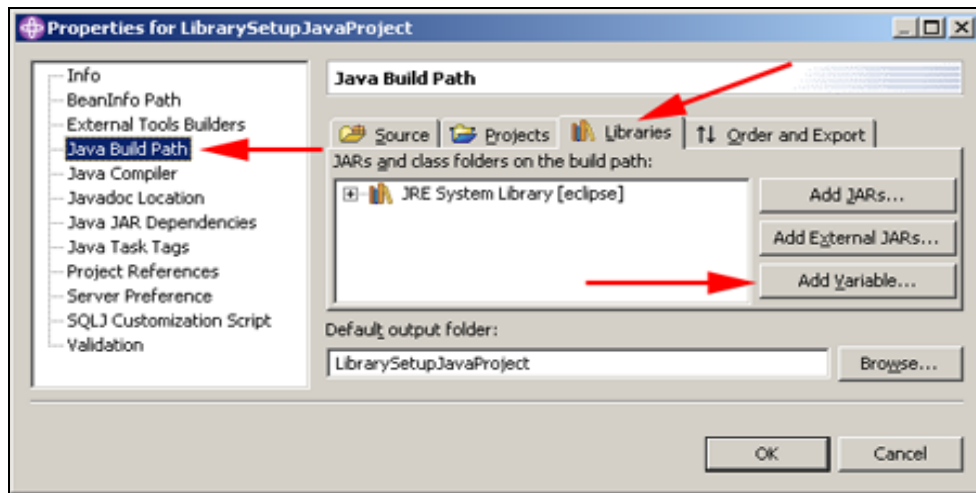 Properties for LibrarySetupJavaProject
Info
BeanInfo Path
External Tools Builders
Java Build Path
Java Compiler
Javadoc Location
Java JAR Dependencies
Java Task Tags
Project References
Server Preference
SQLJ Customization Script
Validation
Java Build Path
Source Projects Libraries Order and Export
JARs and class folders on the build path:
JRE System Library [eclipse]
Add JARs...
Add External JARs...
Add Variable...
Default output folder:
LibrarySetupJavaProject
Browse...
OK Cancel